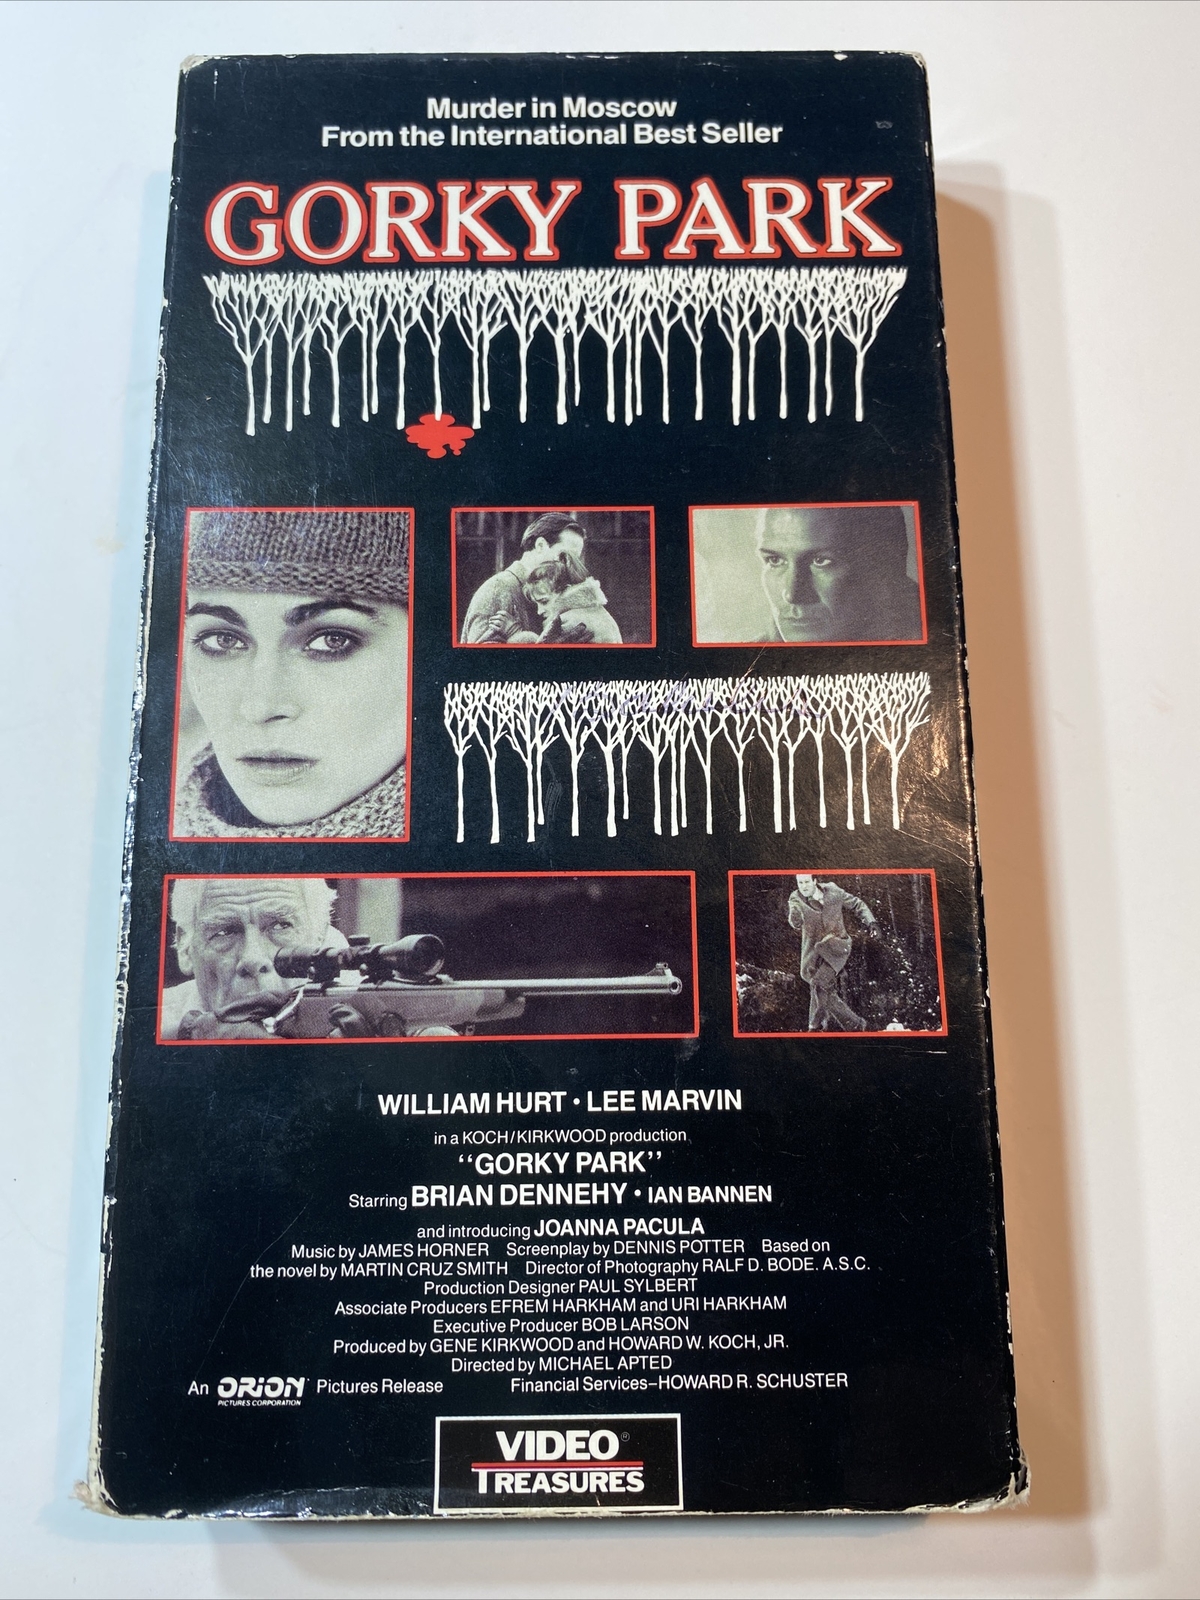 Murder in Moscow
From the International Best Seller
GORKY PARK
WILLIAM HURT • LEE MARVIN
in a KOCH/KIRKWOOD production
“GORKY PARK”
Starring BRIAN DENNEHY • IAN BANNEN
and introducing JOANNA PACULA
Music by JAMES HORNER Screenplay by DENNIS POTTER Based on
the novel by MARTIN CRUZ SMITH Director of Photography RALF D. BODE. A.S.C.
Production Designer PAUL SYLBERT
Associate Producers EFREM HARKHAM and URI HARKHAM
Executive Producer BOB LARSON
Produced by GENE KIRKWOOD and HOWARD W. KOCH, JR.
Directed by MICHAEL APTED
An ORION Pictures Release Financial Services–HOWARD R. SCHUSTER
PICTURES CORPORATION
VIDEO®
TREASURES